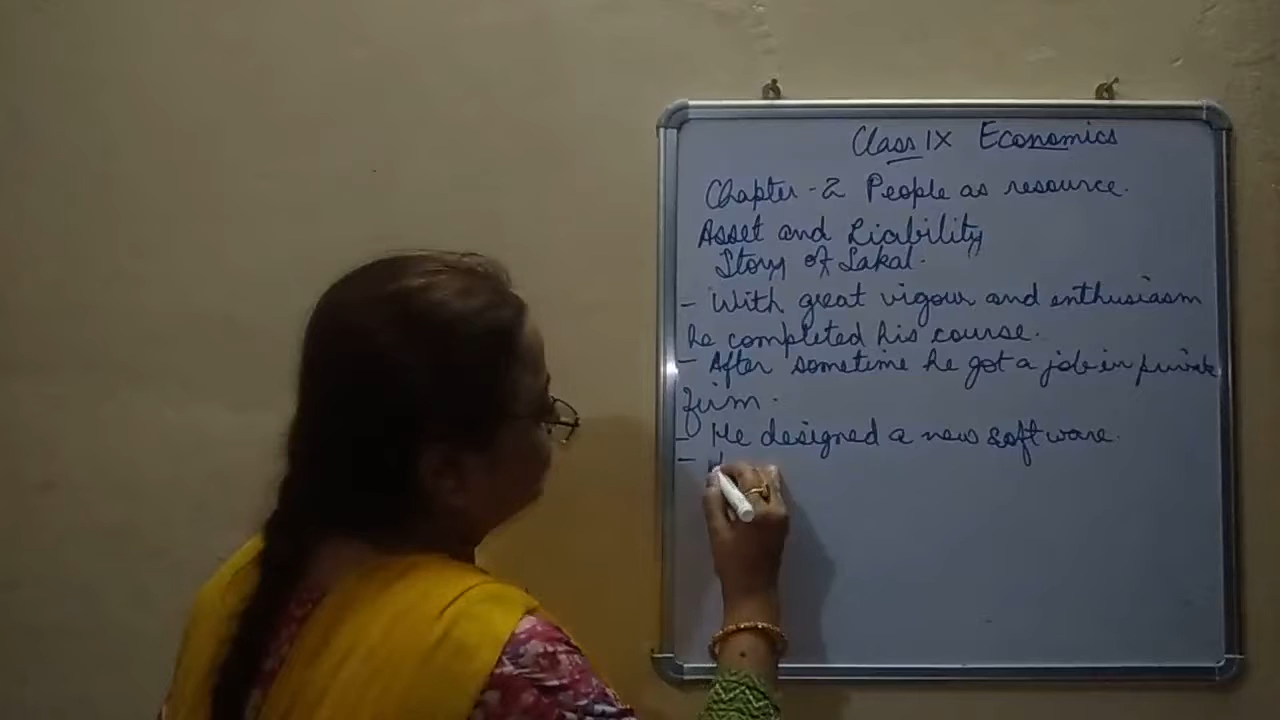 Class IX Economics
Chapter - 2 People as resource.
Asset and Liability
Story of Sakal.
- With great vigour and enthusiasm
he completed his course.
- After sometime he got a job in private
firm.
- He designed a new software.
- H